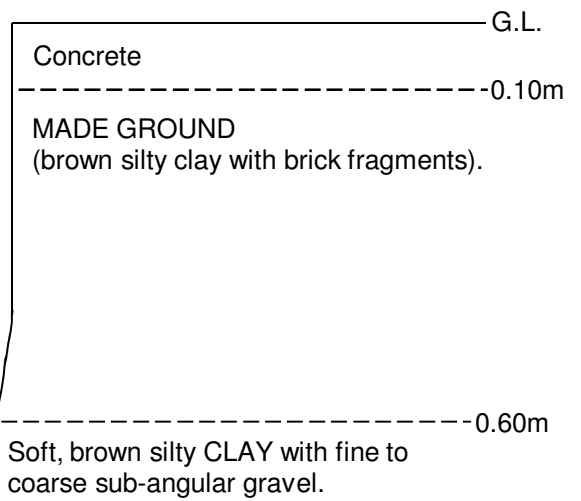 G.L.
Concrete
0.10m
MADE GROUND
(brown silty clay with brick fragments).
0.60m
Soft, brown silty CLAY with fine to
coarse sub-angular gravel.